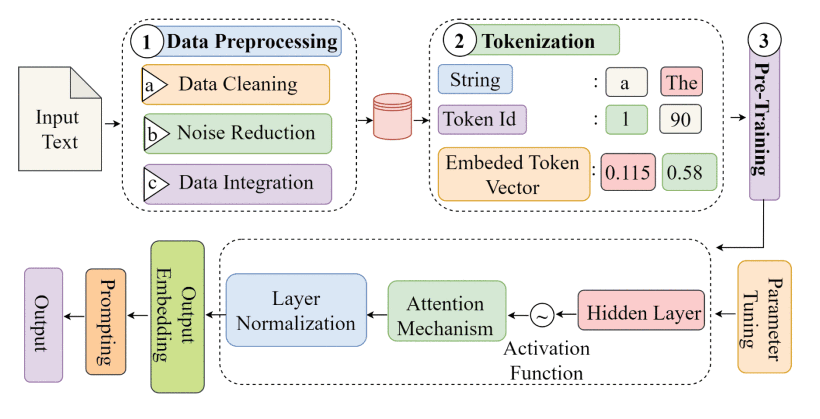 Input
Text
1 Data Preprocessing
a Data Cleaning
b Noise Reduction
c Data Integration
2 Tokenization
String : a The
Token Id : 1 90
Embeded Token
Vector : 0.115 0.58
3 Pre-Training
Parameter
Tuning
Hidden Layer
~
Activation
Function
Attention
Mechanism
Layer
Normalization
Output
Embedding
Prompting
Output